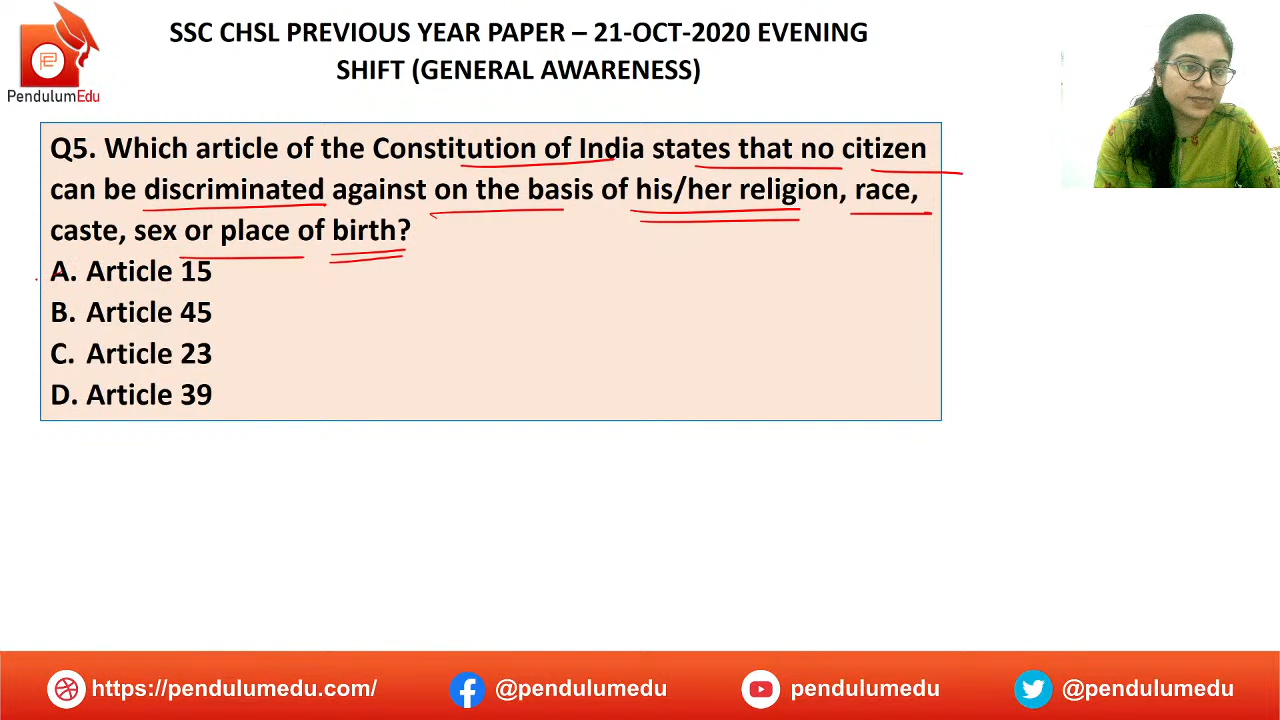 SSC CHSL PREVIOUS YEAR PAPER – 21-OCT-2020 EVENING
SHIFT (GENERAL AWARENESS)
PendulumEdu
Q5. Which article of the Constitution of India states that no citizen
can be discriminated against on the basis of his/her religion, race,
caste, sex or place of birth?
A. Article 15
B. Article 45
C. Article 23
D. Article 39
https://pendulumedu.com/
@pendulumedu
pendulumedu
@pendulumedu